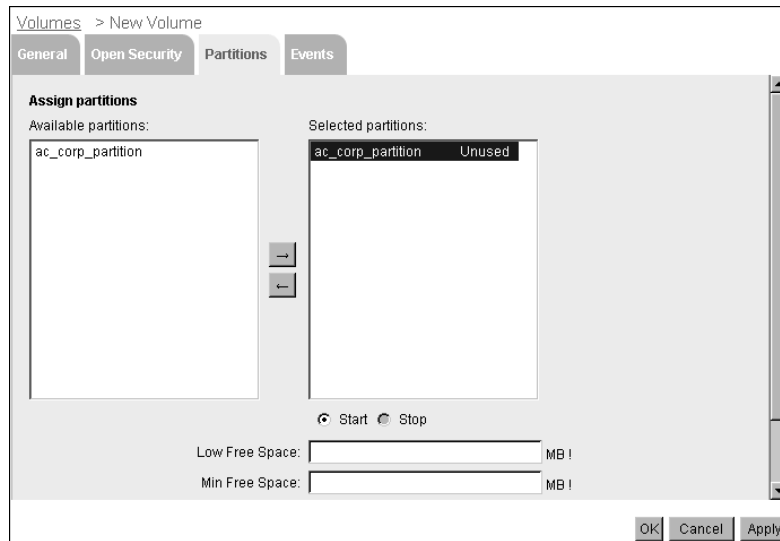 Volumes > New Volume
General Open Security Partitions Events
Assign partitions
Available partitions: Selected partitions:
ac_corp_partition ac_corp_partition Unused
→
←
Start Stop
Low Free Space: MB !
Min Free Space: MB !
OK Cancel Apply